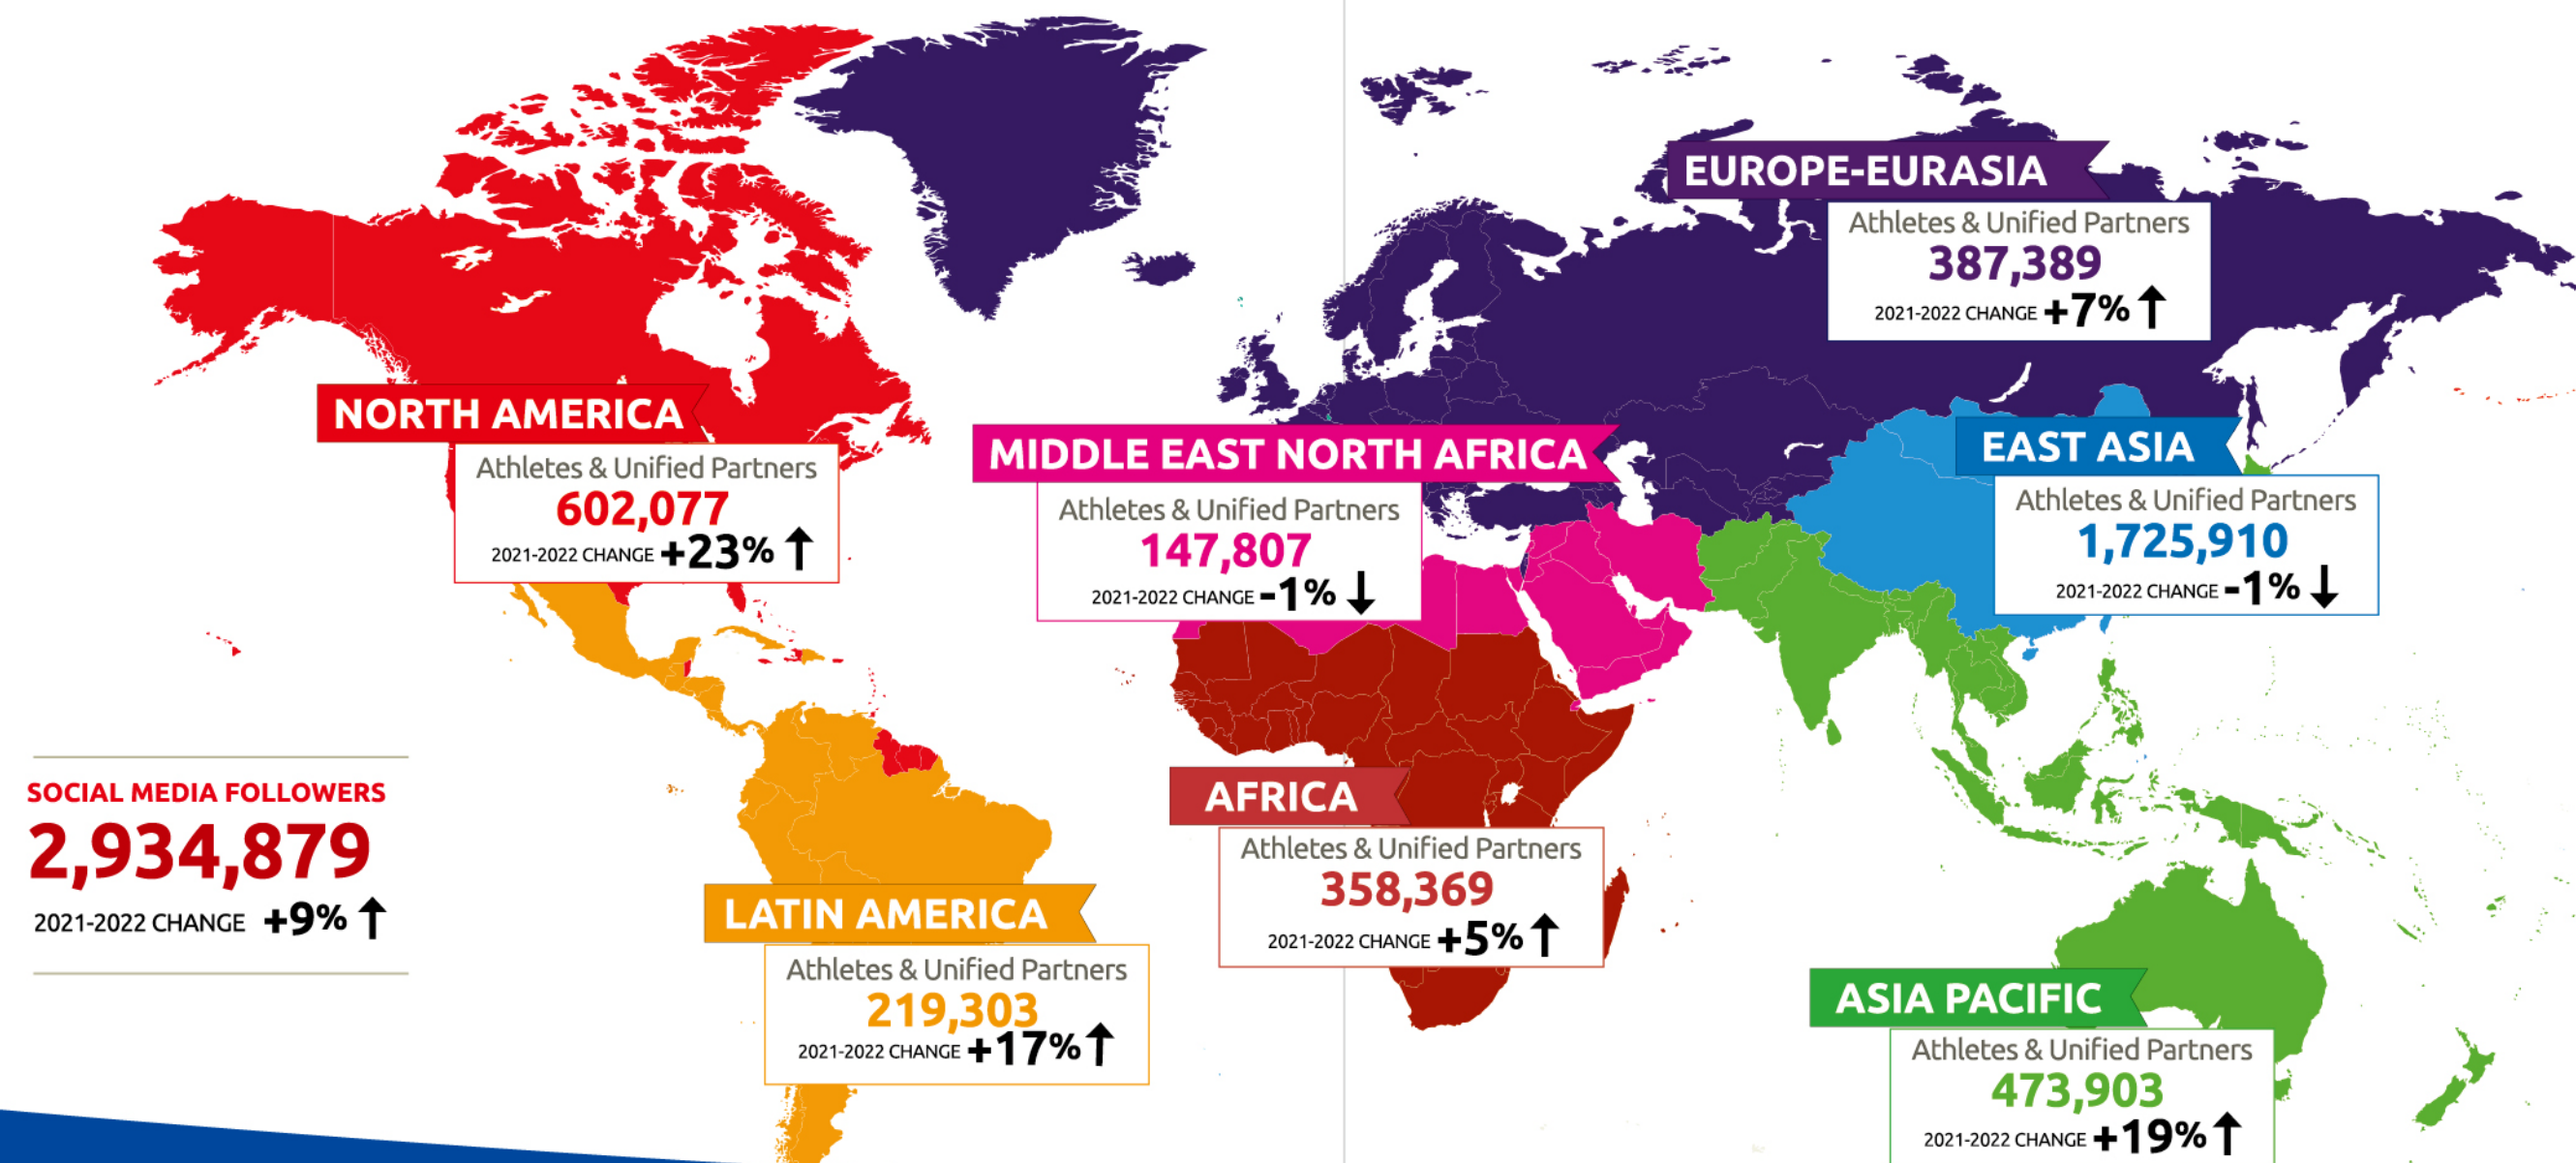 EUROPE-EURASIA
Athletes & Unified Partners
387,389
2021-2022 CHANGE +7%
NORTH AMERICA
Athletes & Unified Partners
602,077
2021-2022 CHANGE +23%
MIDDLE EAST NORTH AFRICA
Athletes & Unified Partners
147,807
2021-2022 CHANGE -1%
EAST ASIA
Athletes & Unified Partners
1,725,910
2021-2022 CHANGE -1%
SOCIAL MEDIA FOLLOWERS
2,934,879
2021-2022 CHANGE +9%
AFRICA
Athletes & Unified Partners
358,369
2021-2022 CHANGE +5%
LATIN AMERICA
Athletes & Unified Partners
219,303
2021-2022 CHANGE +17%
ASIA PACIFIC
Athletes & Unified Partners
473,903
2021-2022 CHANGE +19%